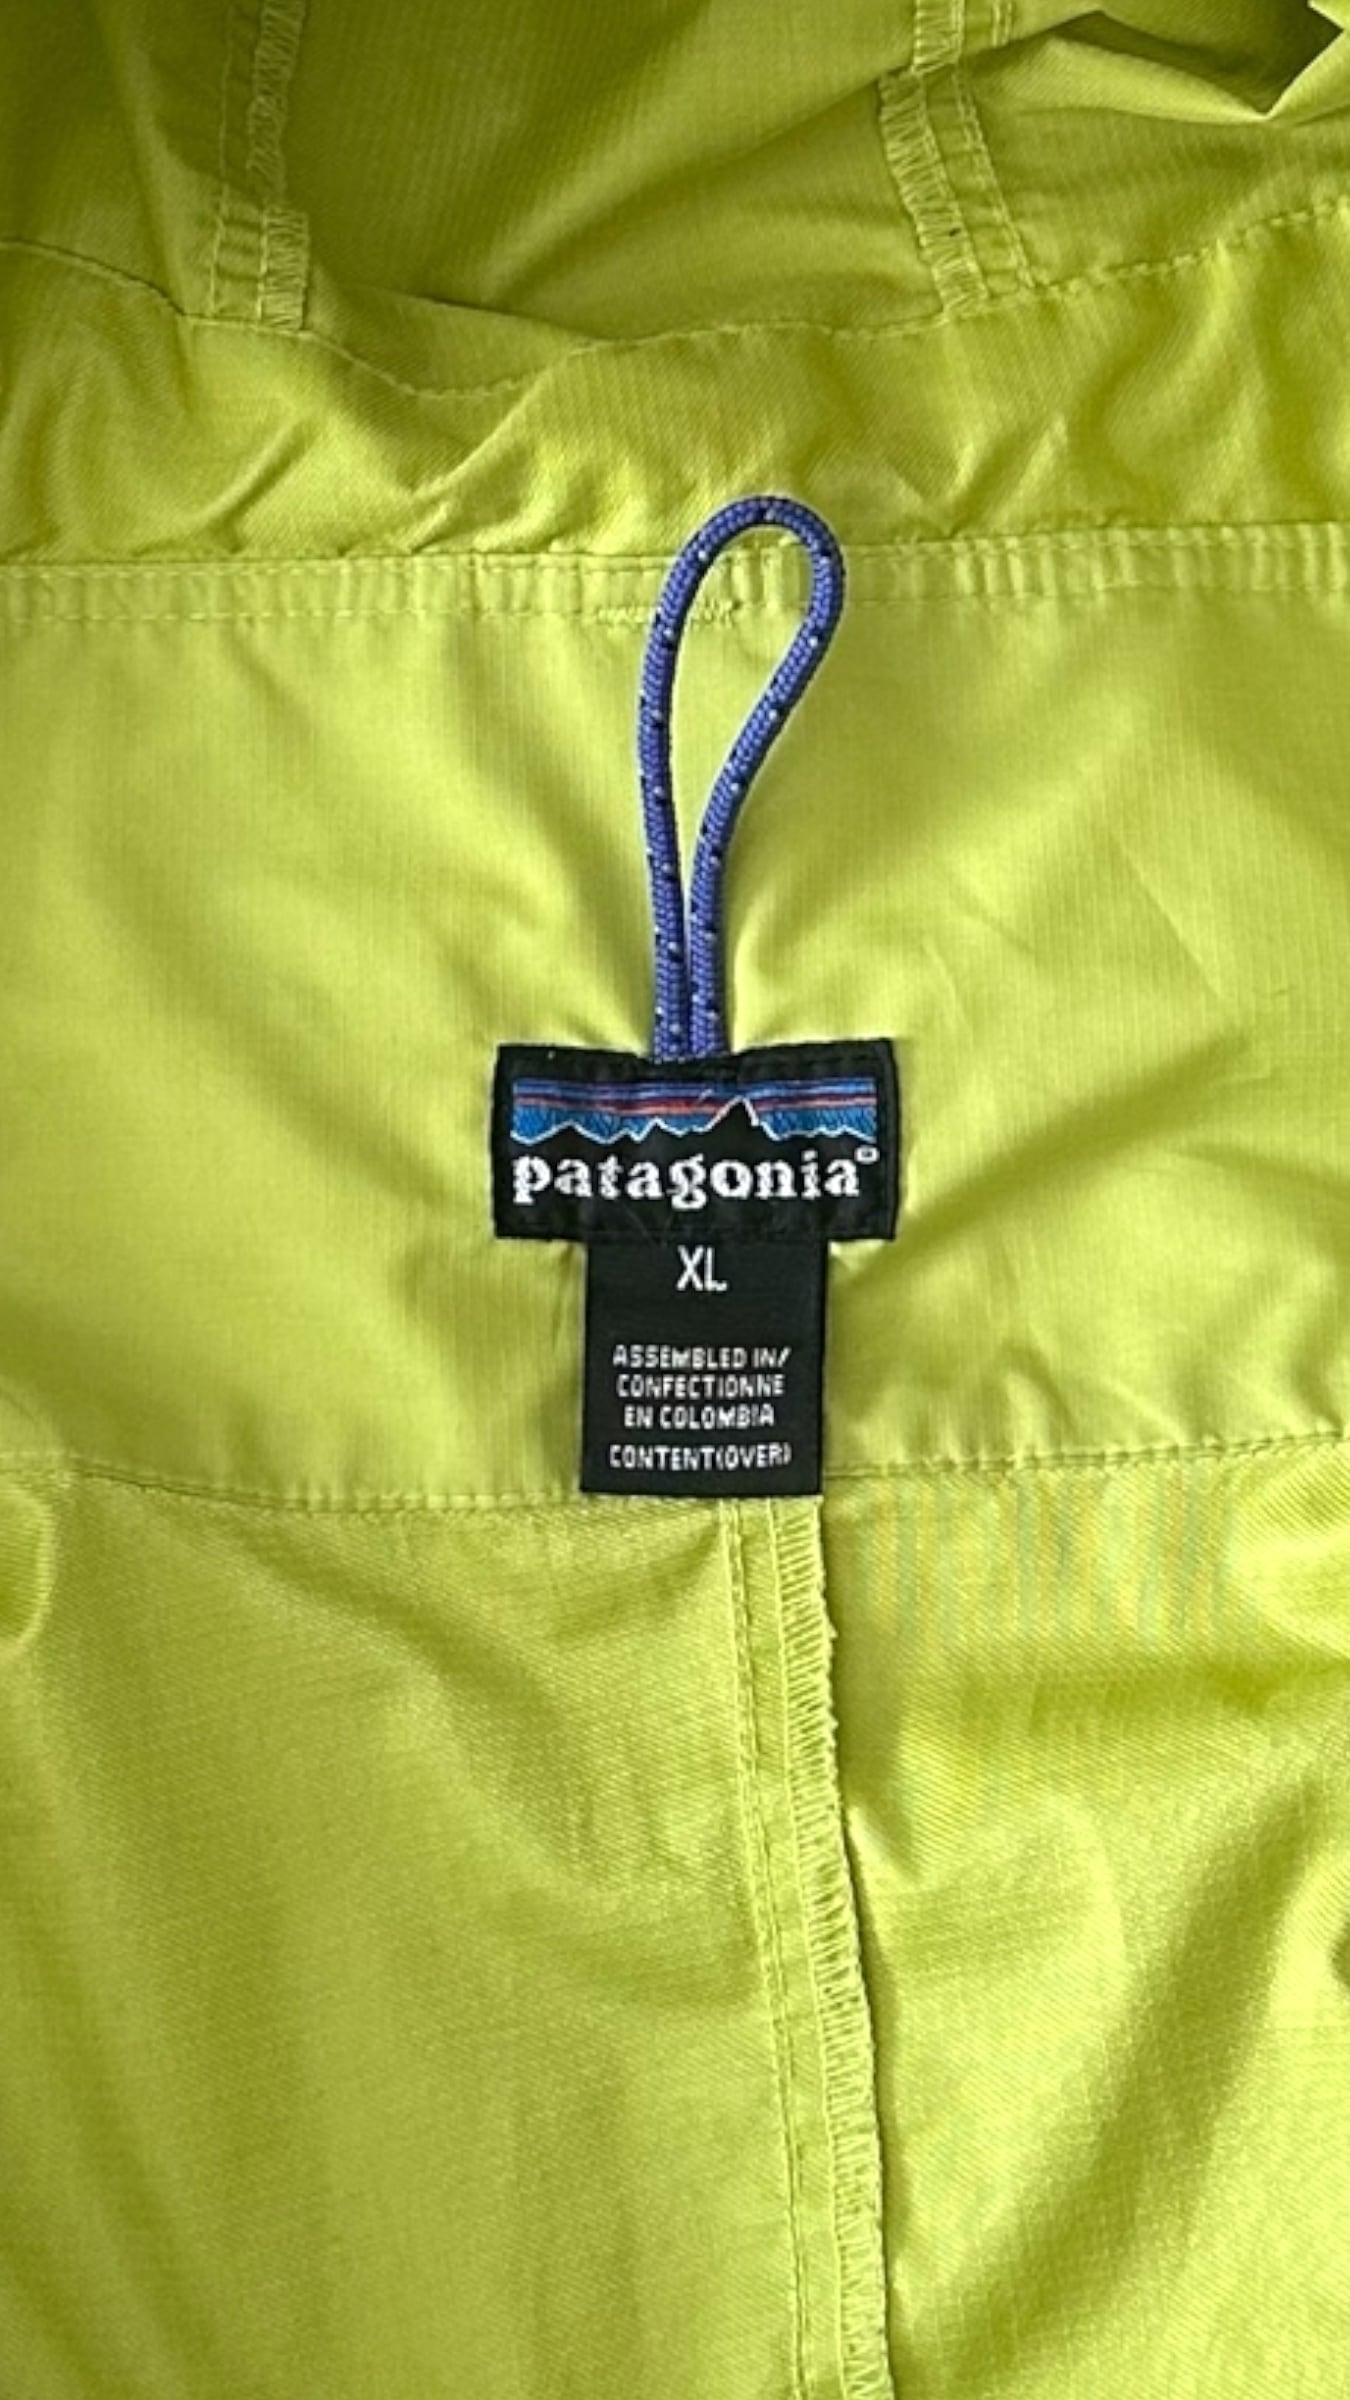 patagonia®
XL
ASSEMBLED IN/
CONFECTIONNE
EN COLOMBIA
CONTENT(OVER)